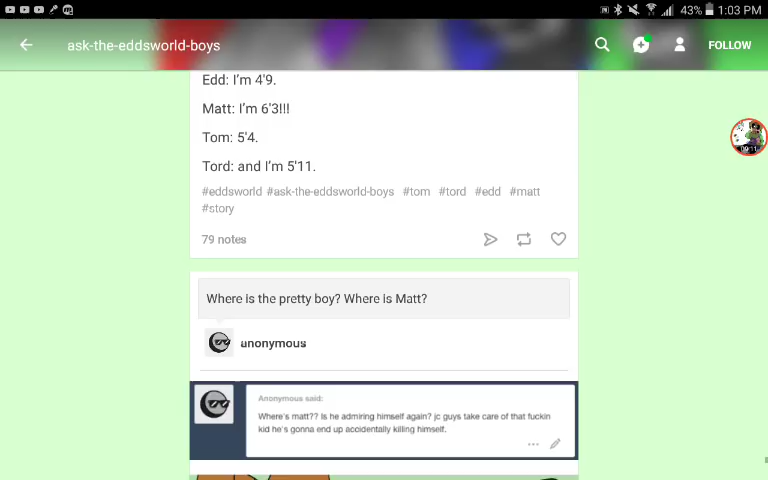 43% 1:03 PM
ask-the-eddsworld-boys
FOLLOW
Edd: I'm 4'9.
Matt: I'm 6'3!!!
Tom: 5'4.
Tord: and I'm 5'11.
#eddsworld #ask-the-eddsworld-boys #tom #tord #edd #matt
#story
79 notes
Where is the pretty boy? Where is Matt?
anonymous
Anonymous said:
Where's matt?? Is he admiring himself again? jc guys take care of that fuckin
kid he's gonna end up accidentally killing himself.